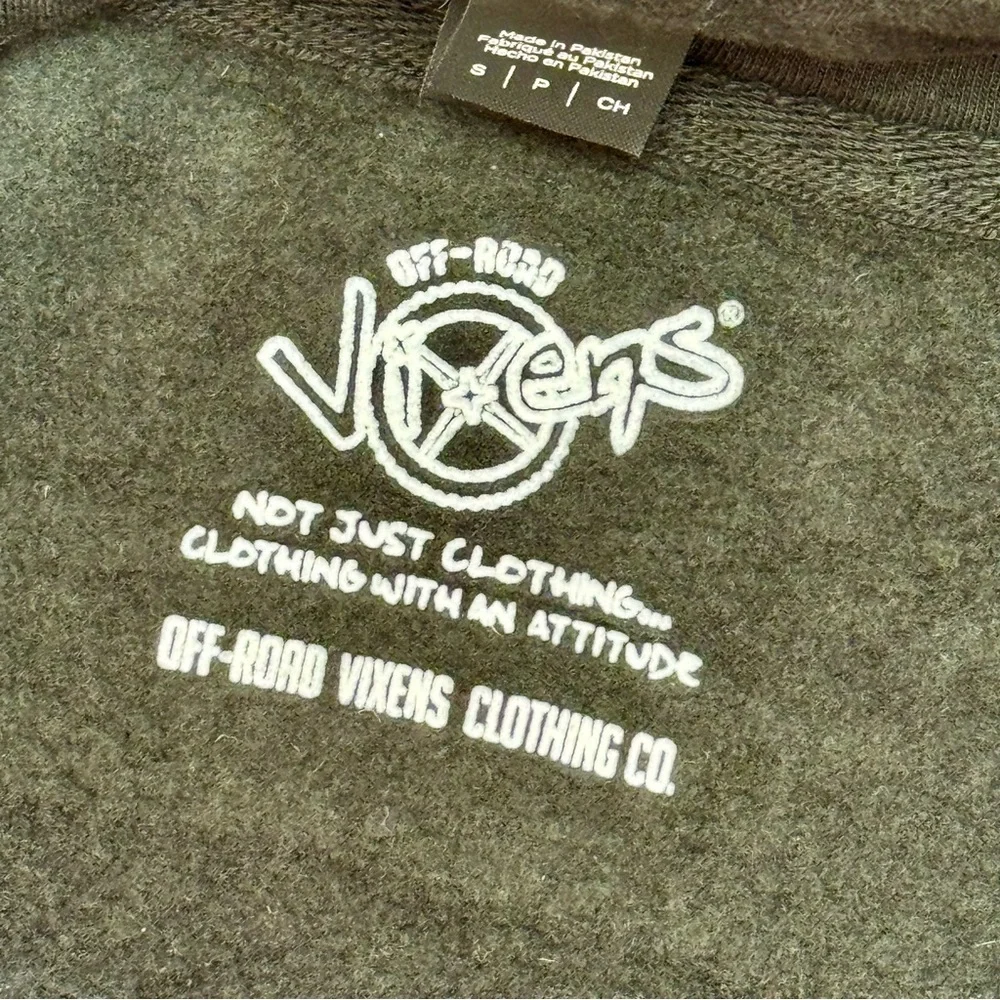 Made in Pakistan
Fabriqué au Pakistan
Hecho en Pakistan
S / P / CH
OFF-ROAD
Vixens®
NOT JUST CLOTHING...
CLOTHING WITH AN ATTITUDE
OFF-ROAD VIXENS CLOTHING CO.